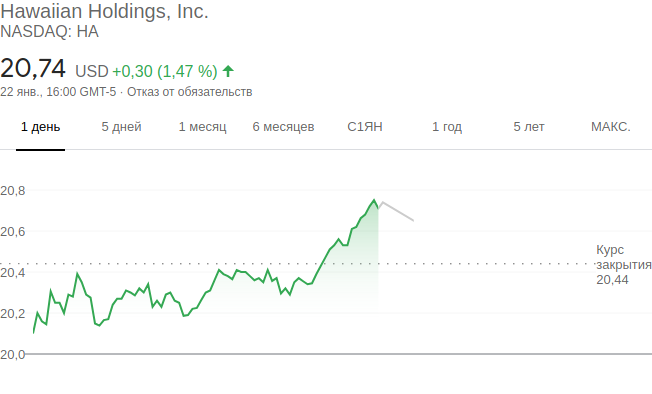 Hawaiian Holdings, Inc.
NASDAQ: HA
20,74 USD +0,30 (1,47 %)
22 янв., 16:00 GMT-5 · Отказ от обязательств
1 день 5 дней 1 месяц 6 месяцев С1ЯН 1 год 5 лет МАКС.
20,8
20,6
20,4
20,2
20,0
Курс
закрытия
20,44